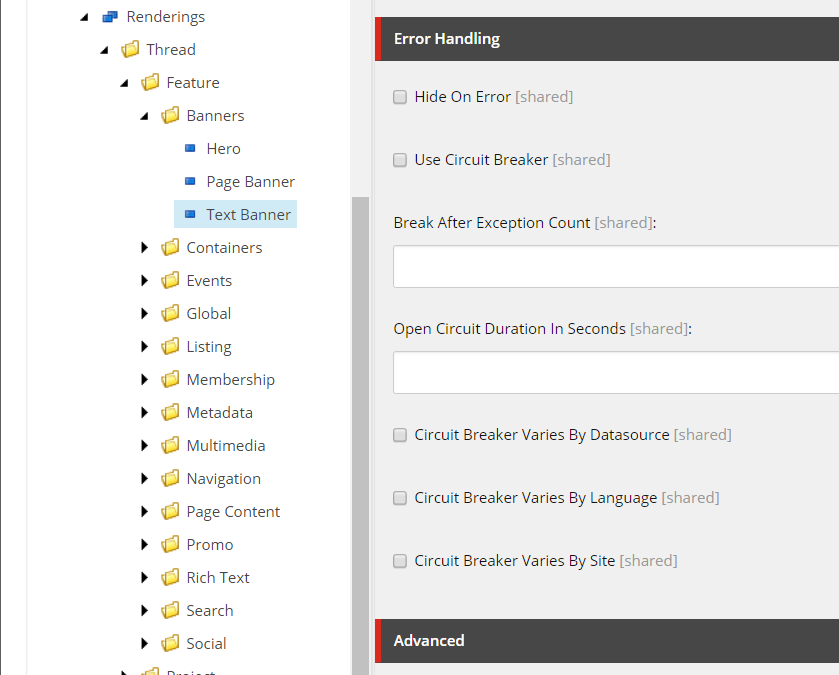 Renderings
Thread
Feature
Banners
Hero
Page Banner
Text Banner
Containers
Events
Global
Listing
Membership
Metadata
Multimedia
Navigation
Page Content
Promo
Rich Text
Search
Social
Project
Error Handling
Hide On Error [shared]
Use Circuit Breaker [shared]
Break After Exception Count [shared]:
Open Circuit Duration In Seconds [shared]:
Circuit Breaker Varies By Datasource [shared]
Circuit Breaker Varies By Language [shared]
Circuit Breaker Varies By Site [shared]
Advanced